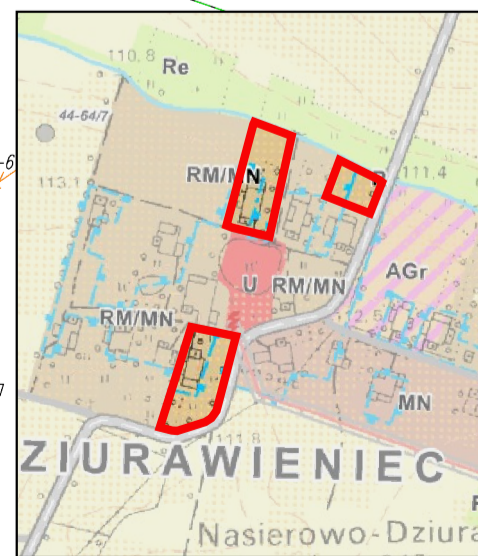 110.8
Re
44-64/7
-6
113.1
RM/MN
111.4
AGr
U
RM/MN
RM/MN
MN
111.8
ZIURAWIENIEC
Nasierowo-Dziura